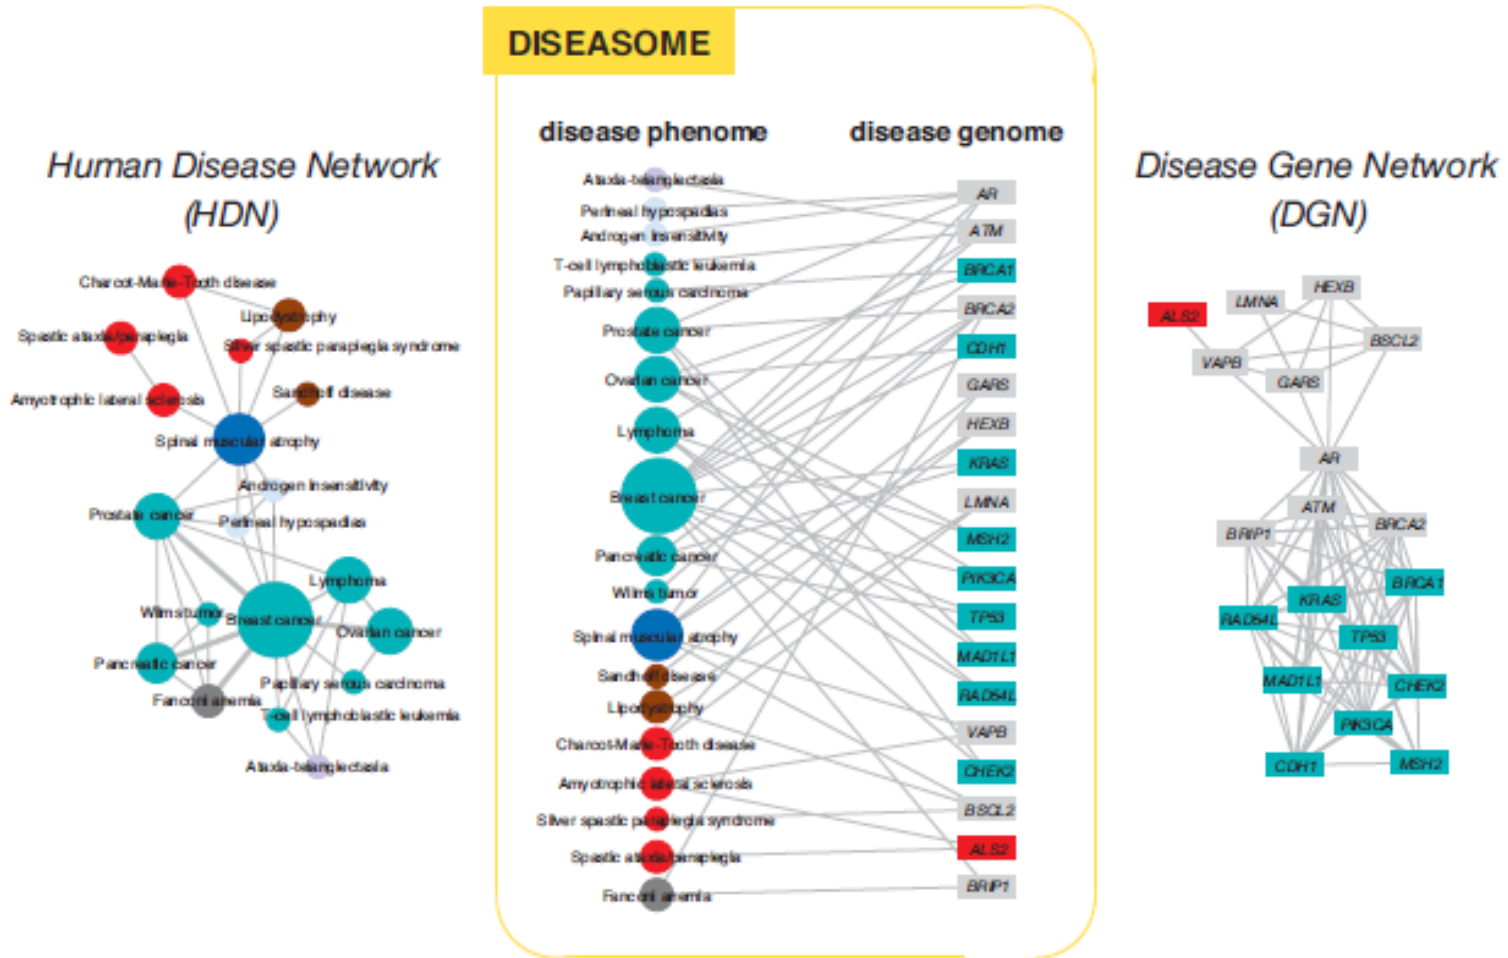 DISEASOME
Human Disease Network
(HDN)
Charcot-Marie-Tooth disease
Lipodystrophy
Spastic ataxia/paraplegia
Silver spastic paraplegia syndrome
Amyotrophic lateral sclerosis
Sandhoff disease
Spinal muscular atrophy
Androgen insensitivity
Prostate cancer
Perineal hypospadias
Lymphoma
Wilms tumor
Breast cancer
Ovarian cancer
Pancreatic cancer
Papillary serous carcinoma
Fanconi anemia
T-cell lymphoblastic leukemia
Ataxia-telangiectasia
disease phenome
Ataxia-telangiectasia
Perineal hypospadias
Androgen insensitivity
T-cell lymphoblastic leukemia
Papillary serous carcinoma
Prostate cancer
Ovarian cancer
Lymphoma
Breast cancer
Pancreatic cancer
Wilms tumor
Spinal muscular atrophy
Sandhoff disease
Lipodystrophy
Charcot-Marie-Tooth disease
Amyotrophic lateral sclerosis
Silver spastic paraplegia syndrome
Spastic ataxia/paraplegia
Fanconi anemia
disease genome
AR
ATM
BRCA1
BRCA2
CDH1
GARS
HEXB
KRAS
LMNA
MSH2
PIK3CA
TP53
MAD1L1
RAD54L
VAPB
CHEK2
BSCL2
ALS2
BRIP1
Disease Gene Network
(DGN)
HEXB
LMNA
ALS2
BSCL2
VAPB
GARS
AR
ATM
BRCA2
BRIP1
BRCA1
KRAS
RAD54L
TP53
MAD1L1
CHEK2
PIK3CA
CDH1
MSH2